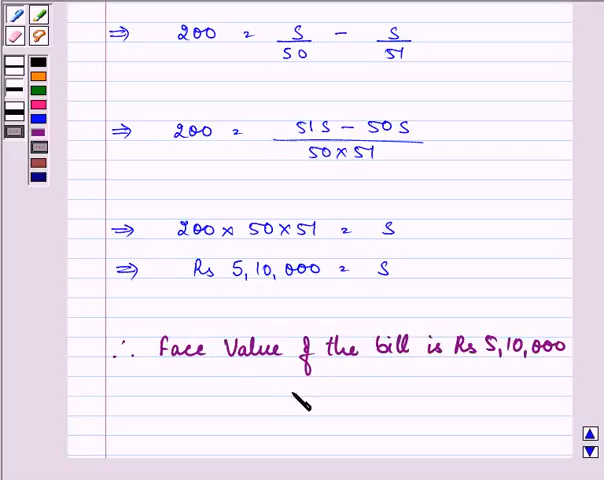 ⇒ 200 = S/50 - S/51
⇒ 200 = 51S - 50S / 50×51
⇒ 200 × 50×51 = S
⇒ Rs 5,10,000 = S
∴ Face Value of the bill is Rs 5,10,000